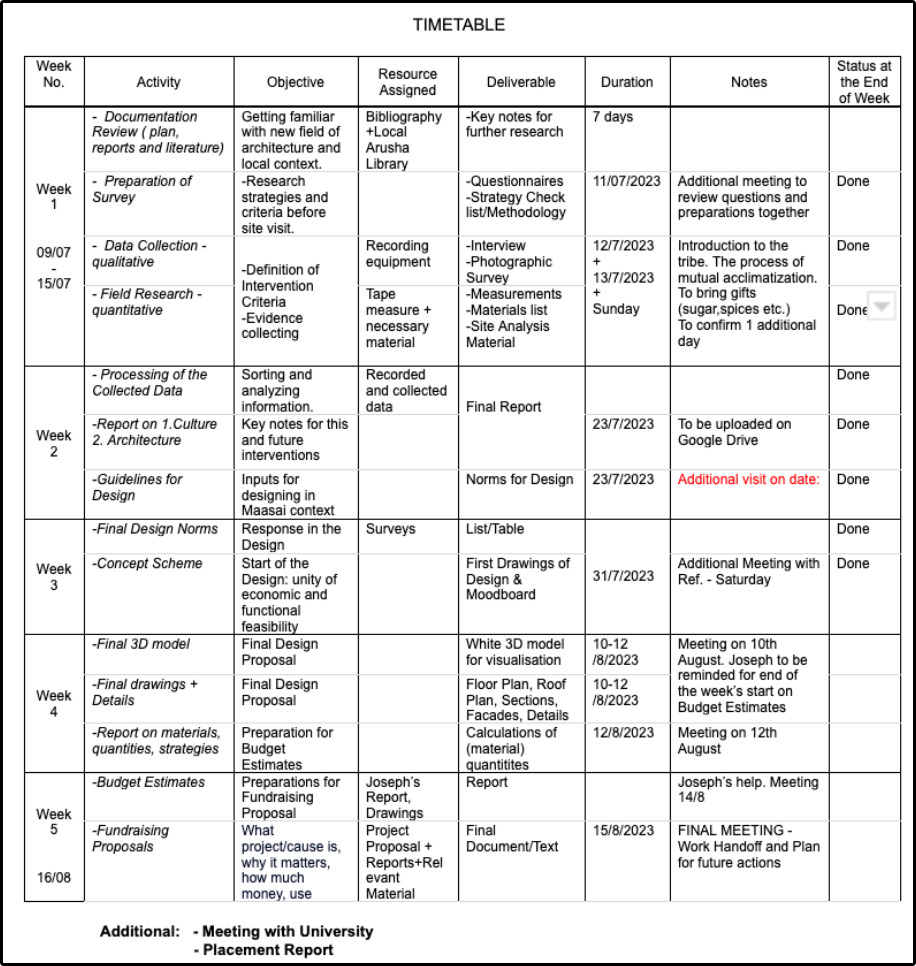 TIMETABLE
Week No. | Activity | Objective | Resource Assigned | Deliverable | Duration | Notes | Status at the End of Week
Week 1 09/07 - 15/07
- Documentation Review ( plan, reports and literature) | Getting familiar with new field of architecture and local context. | Bibliography +Local Arusha Library | -Key notes for further research | 7 days
- Preparation of Survey | -Research strategies and criteria before site visit. | -Questionnaires -Strategy Check list/Methodology | 11/07/2023 | Additional meeting to review questions and preparations together | Done
- Data Collection - qualitative | -Definition of Intervention Criteria -Evidence collecting | Recording equipment | -Interview -Photographic Survey | 12/7/2023 + 13/7/2023 + Sunday | Introduction to the tribe. The process of mutual acclimatization. To bring gifts (sugar,spices etc.) To confirm 1 additional day | Done
- Field Research - quantitative | Tape measure + necessary material | -Measurements -Materials list -Site Analysis Material | Done
Week 2
- Processing of the Collected Data | Sorting and analyzing information. | Recorded and collected data | Final Report | Done
-Report on 1.Culture 2. Architecture | Key notes for this and future interventions | 23/7/2023 | To be uploaded on Google Drive | Done
-Guidelines for Design | Inputs for designing in Maasai context | Norms for Design | 23/7/2023 | Additional visit on date: | Done
Week 3
-Final Design Norms | Response in the Design | Surveys | List/Table | Done
-Concept Scheme | Start of the Design: unity of economic and functional feasibility | First Drawings of Design & Moodboard | 31/7/2023 | Additional Meeting with Ref. - Saturday | Done
Week 4
-Final 3D model | Final Design Proposal | White 3D model for visualisation | 10-12 /8/2023 | Meeting on 10th August. Joseph to be reminded for end of the week's start on Budget Estimates
-Final drawings + Details | Final Design Proposal | Floor Plan, Roof Plan, Sections, Facades, Details | 10-12 /8/2023
-Report on materials, quantities, strategies | Preparation for Budget Estimates | Calculations of (material) quantitites | 12/8/2023 | Meeting on 12th August
Week 5 16/08
-Budget Estimates | Preparations for Fundraising Proposal | Joseph's Report, Drawings | Report | Joseph's help. Meeting 14/8
-Fundraising Proposals | What project/cause is, why it matters, how much money, use | Project Proposal + Reports+Rel evant Material | Final Document/Text | 15/8/2023 | FINAL MEETING - Work Handoff and Plan for future actions
Additional: - Meeting with University
- Placement Report